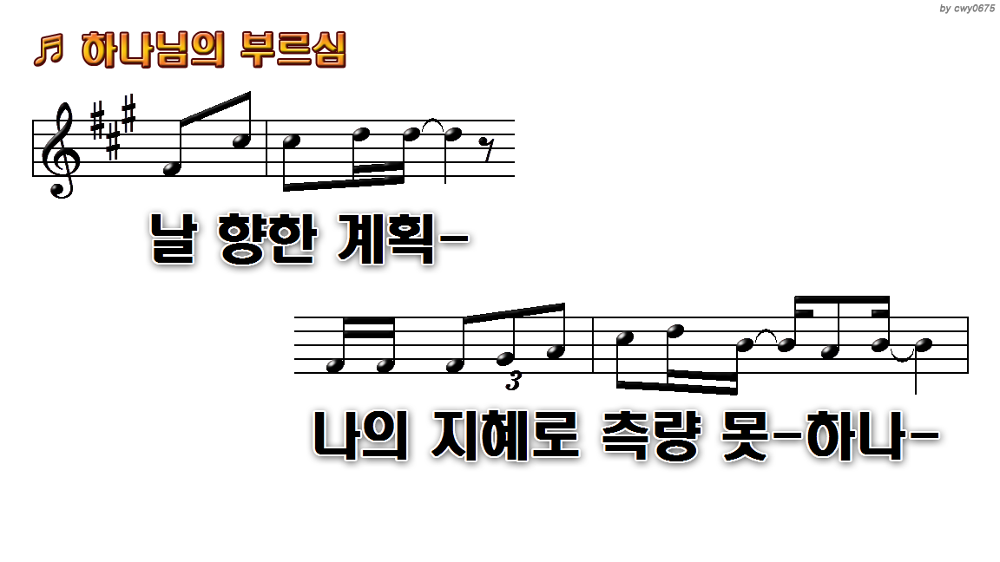 by cwy0675
♬ 하나님의 부르심
날 향한 계획-
3
나의 지혜로 측량 못-하나-